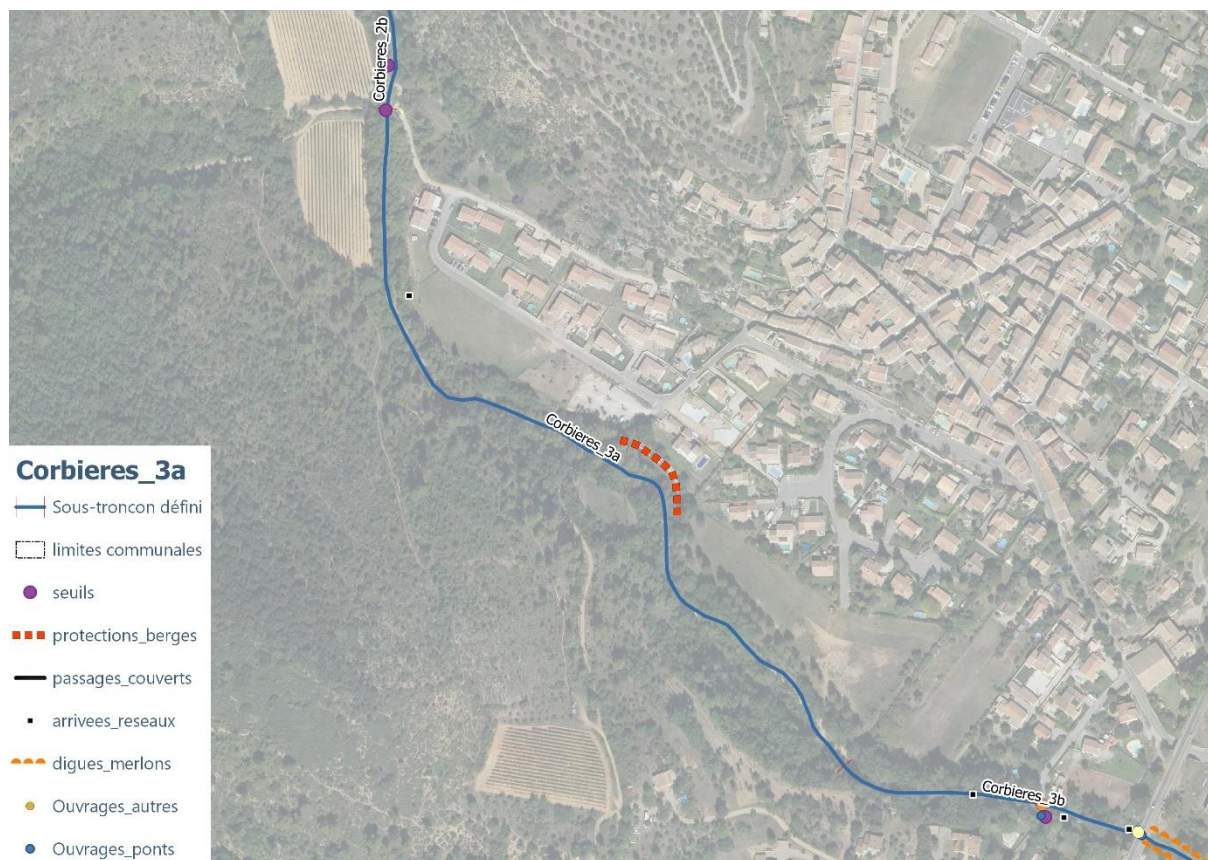 Corbieres_2b
Corbieres_3a
Corbieres_3a
Sous-troncon défini
limites communales
seuils
protections_berges
passages_couverts
arrivees_reseaux
digues_merlons
Ouvrages_autres
Ouvrages_ponts
Corbieres_3b